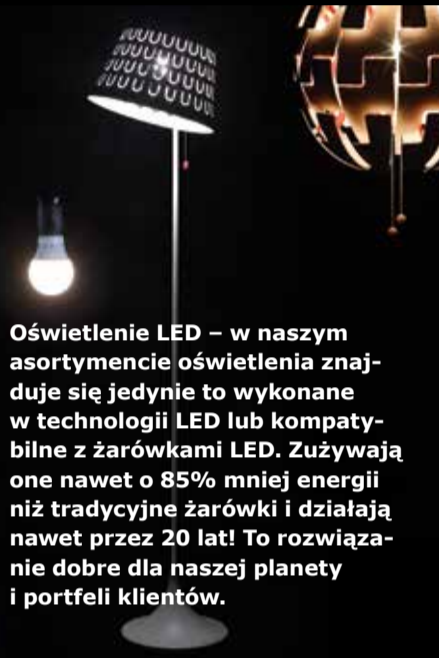 Oświetlenie LED – w naszym
asortymencie oświetlenia znaj-
duje się jedynie to wykonane
w technologii LED lub kompaty-
bilne z żarówkami LED. Zużywają
one nawet o 85% mniej energii
niż tradycyjne żarówki i działają
nawet przez 20 lat! To rozwiąza-
nie dobre dla naszej planety
i portfeli klientów.